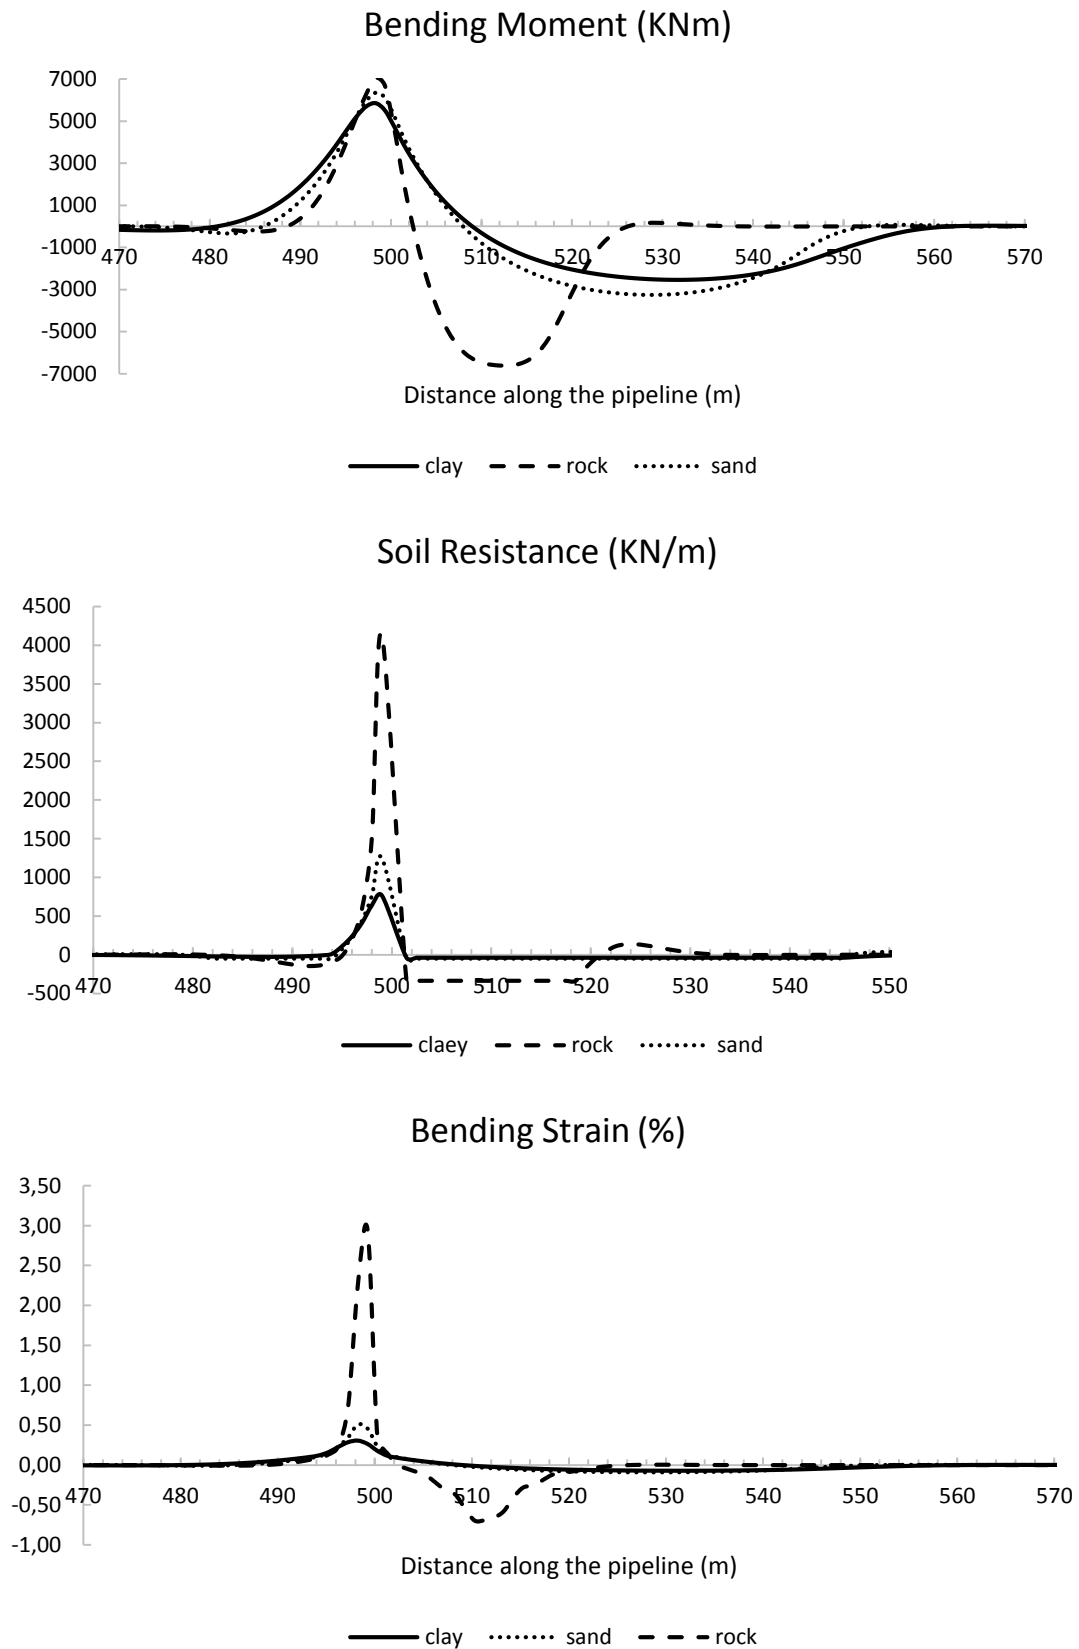 Bending Moment (KNm)
7000
5000
3000
1000
-1000
-3000
-5000
-7000
470 480 490 500 510 520 530 540 550 560 570
Distance along the pipeline (m)
clay rock sand
Soil Resistance (KN/m)
4500
4000
3500
3000
2500
2000
1500
1000
500
0
-500
470 480 490 500 510 520 530 540 550
claey rock sand
Bending Strain (%)
3,50
3,00
2,50
2,00
1,50
1,00
0,50
0,00
-0,50
-1,00
470 480 490 500 510 520 530 540 550 560 570
Distance along the pipeline (m)
clay sand rock